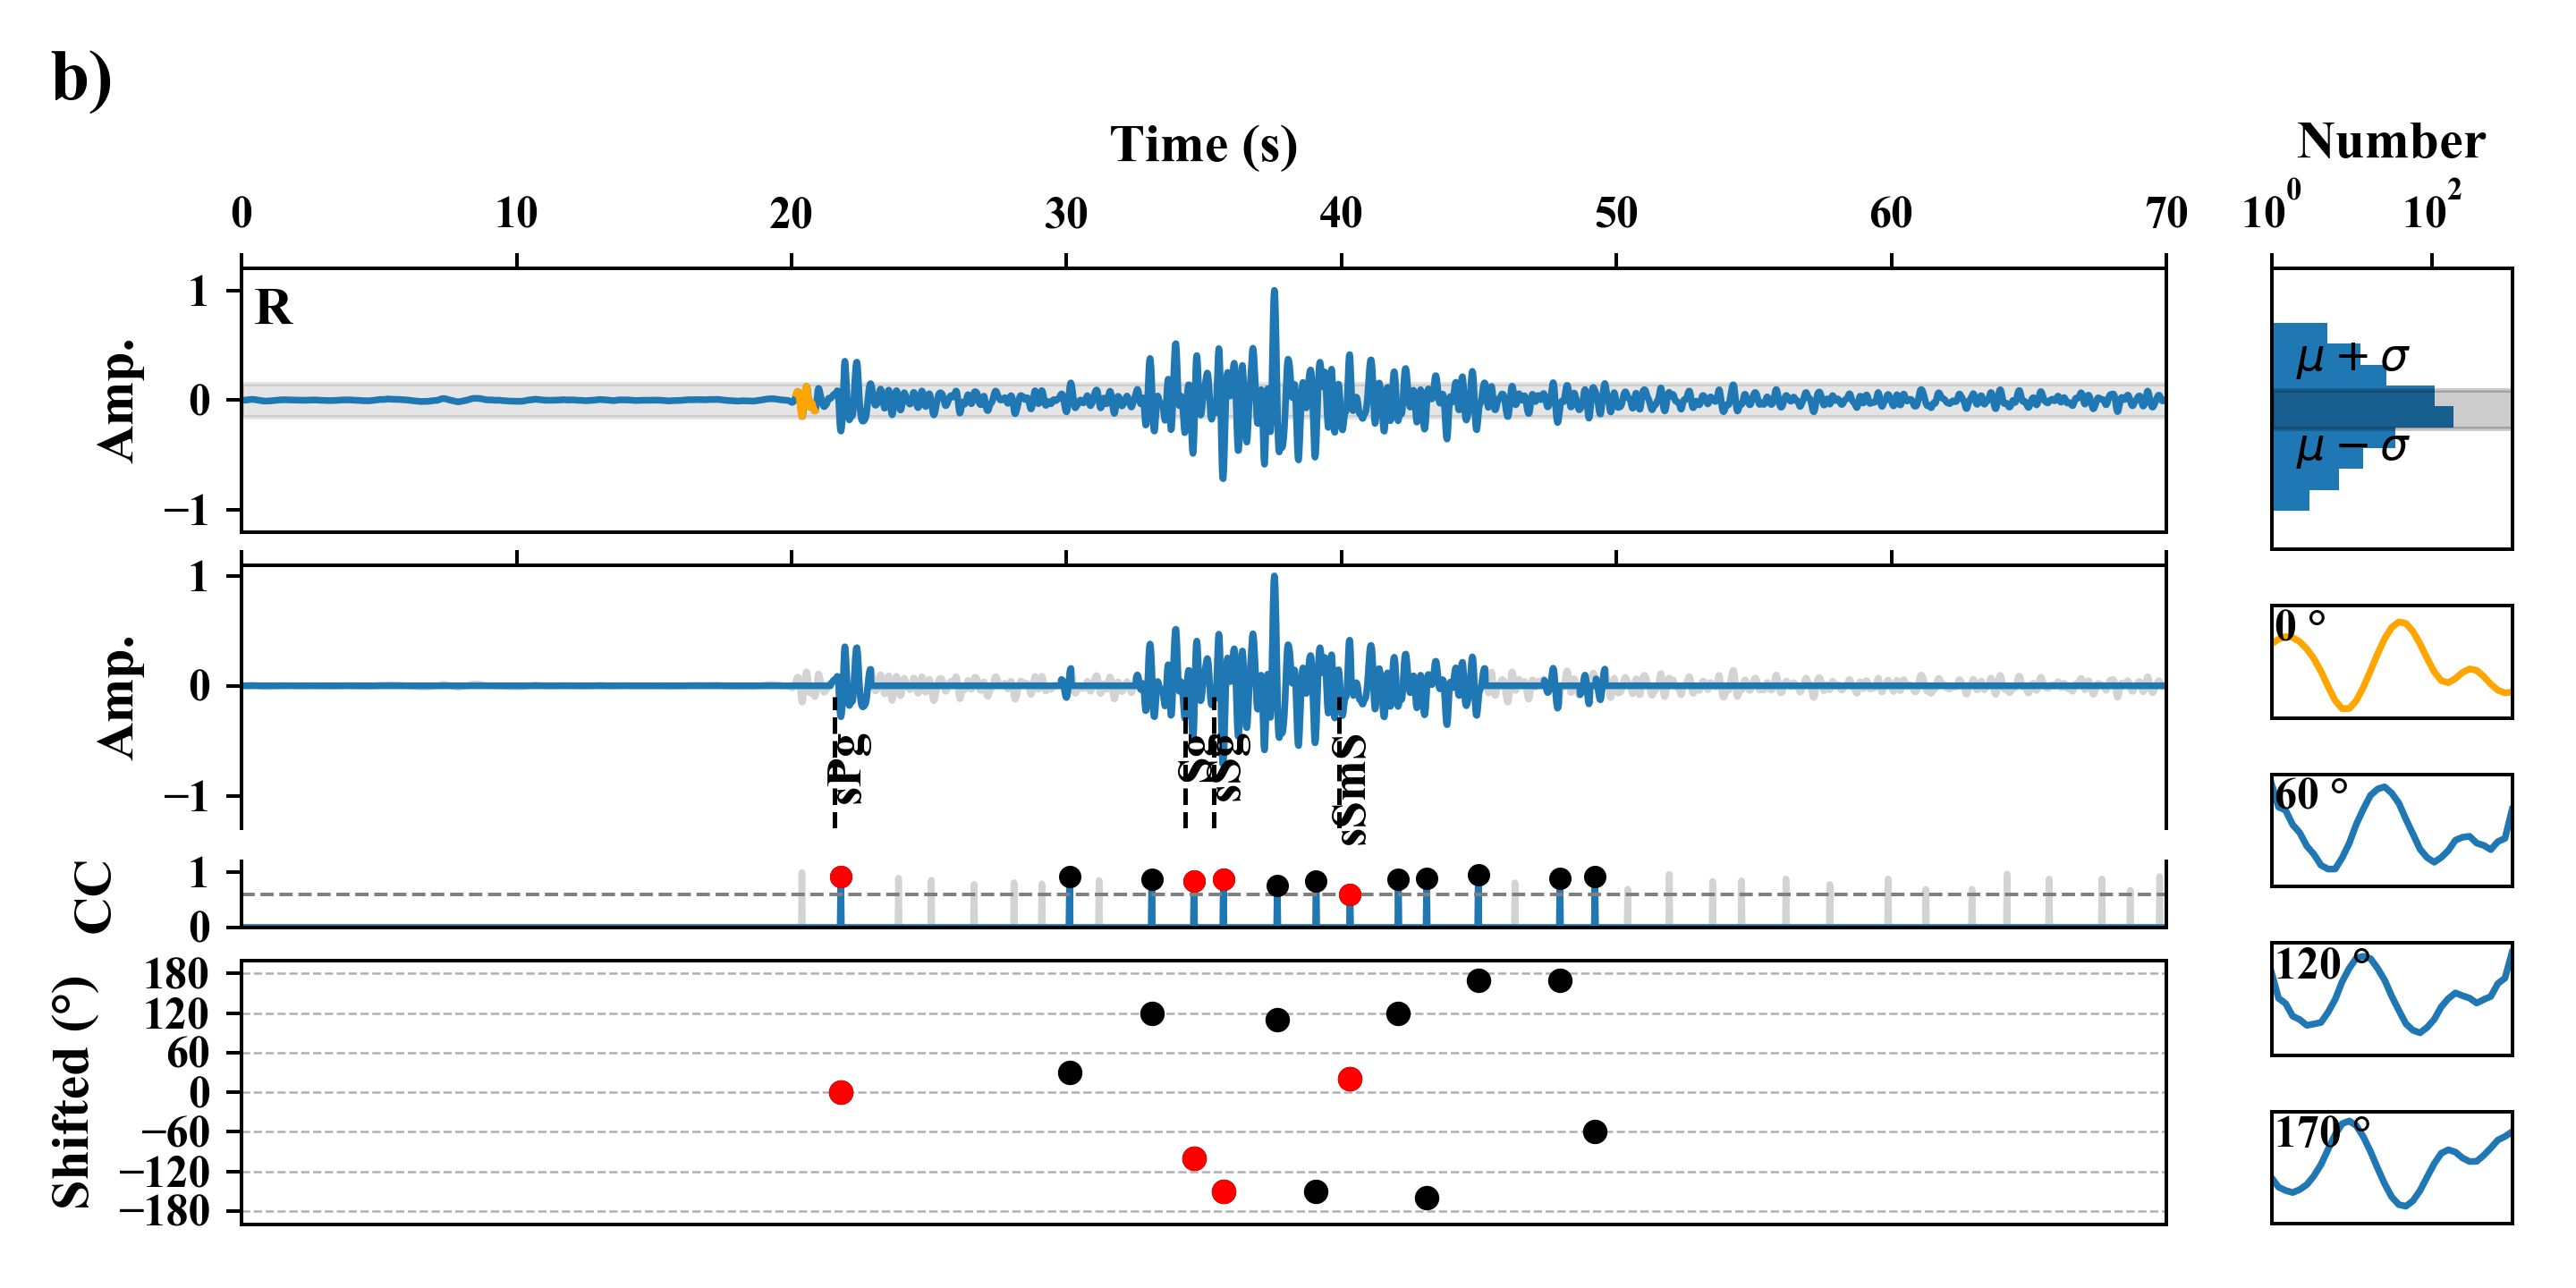 b)
Time (s)
Number
0 10 20 30 40 50 60 70
10^0 10^2
R
1
0
−1
Amp.
μ + σ
μ − σ
1
0
−1
Amp.
sPg
Sg
sSg
sSmS
0 °
60 °
120 °
170 °
CC
1
0
Shifted (°)
180
120
60
0
−60
−120
−180